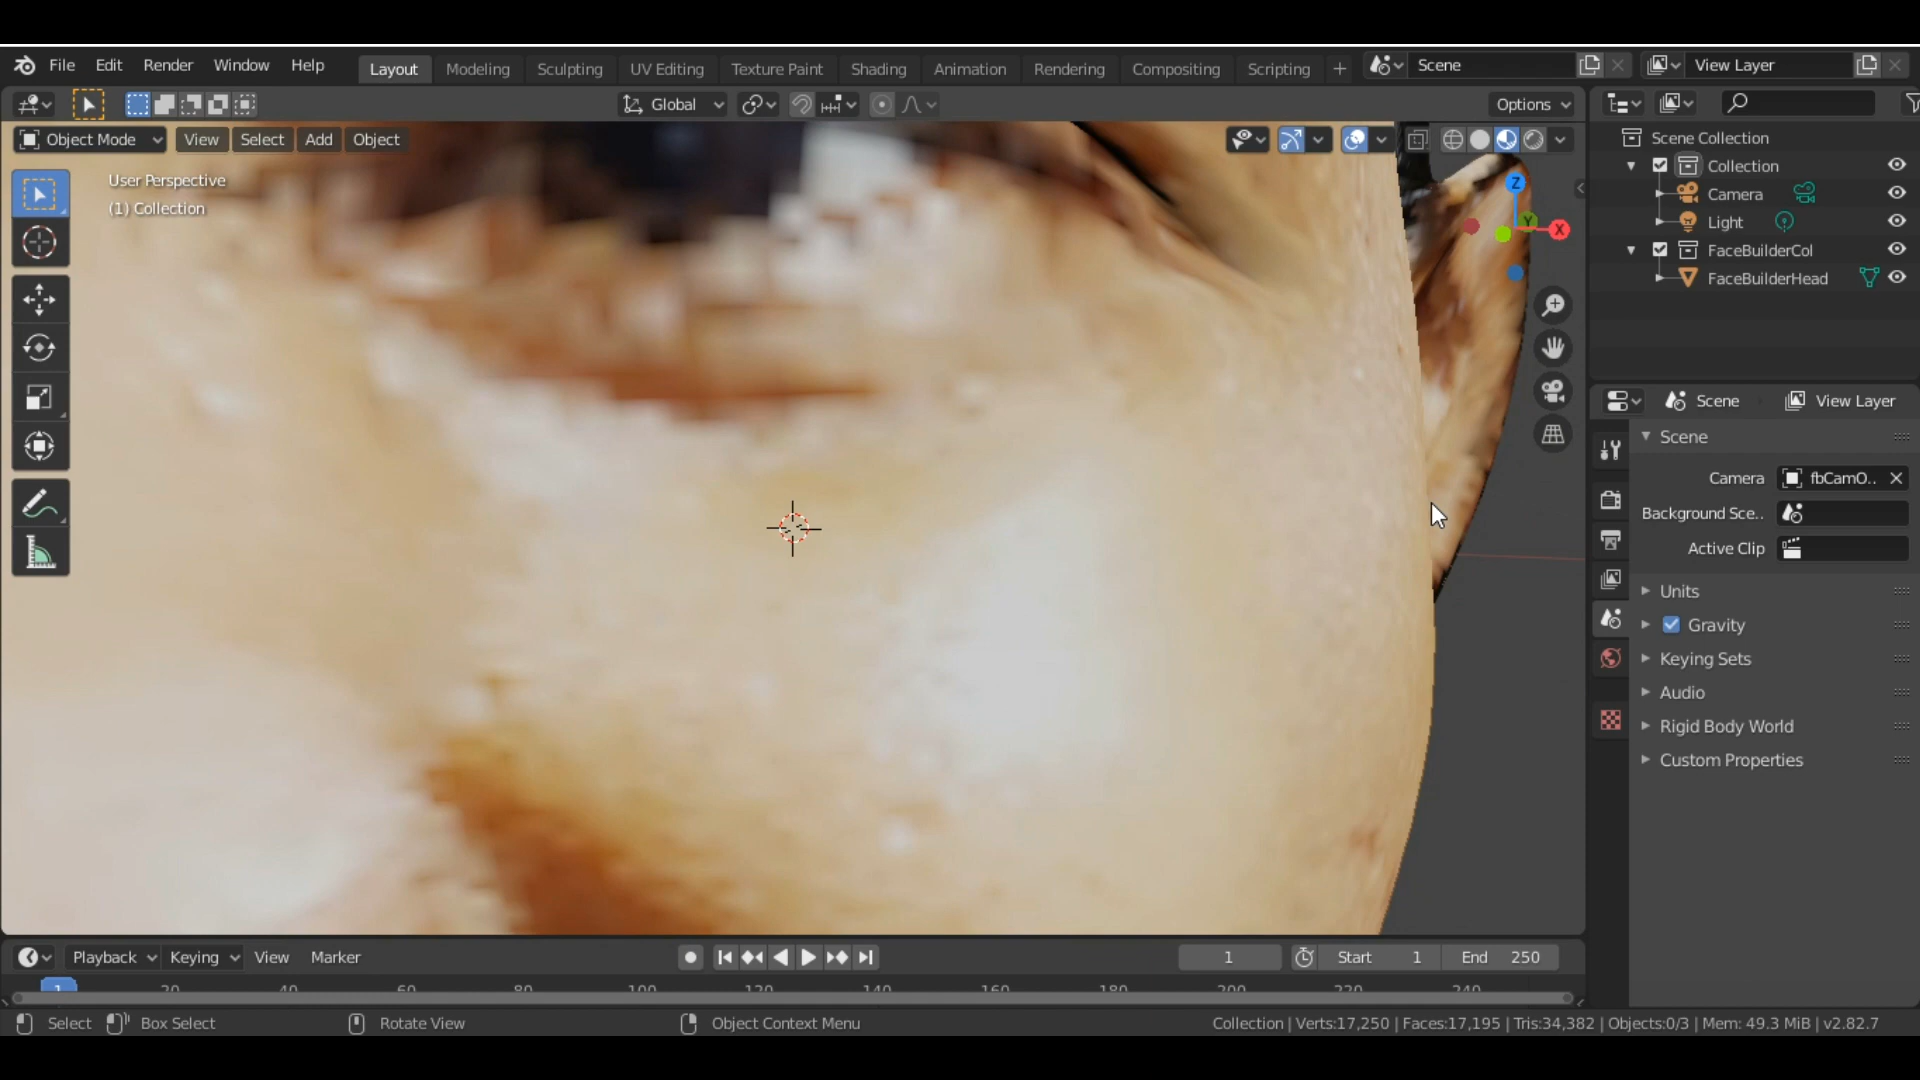 File Edit Render Window Help Layout Modeling Sculpting UV Editing Texture Paint Shading Animation Rendering Compositing Scripting + Scene View Layer
Global Options
Object Mode View Select Add Object
User Perspective
(1) Collection
Z
Y
X
Scene Collection
Collection
Camera
Light
FaceBuilderCol
FaceBuilderHead
Scene View Layer
Scene
Camera fbCamO..
Background Sce..
Active Clip
Units
Gravity
Keying Sets
Audio
Rigid Body World
Custom Properties
Playback Keying View Marker 1 Start 1 End 250
1 20 40 60 80 100 120 140 160 180 200 220 240
Select Box Select Rotate View Object Context Menu Collection | Verts:17,250 | Faces:17,195 | Tris:34,382 | Objects:0/3 | Mem: 49.3 MiB | v2.82.7